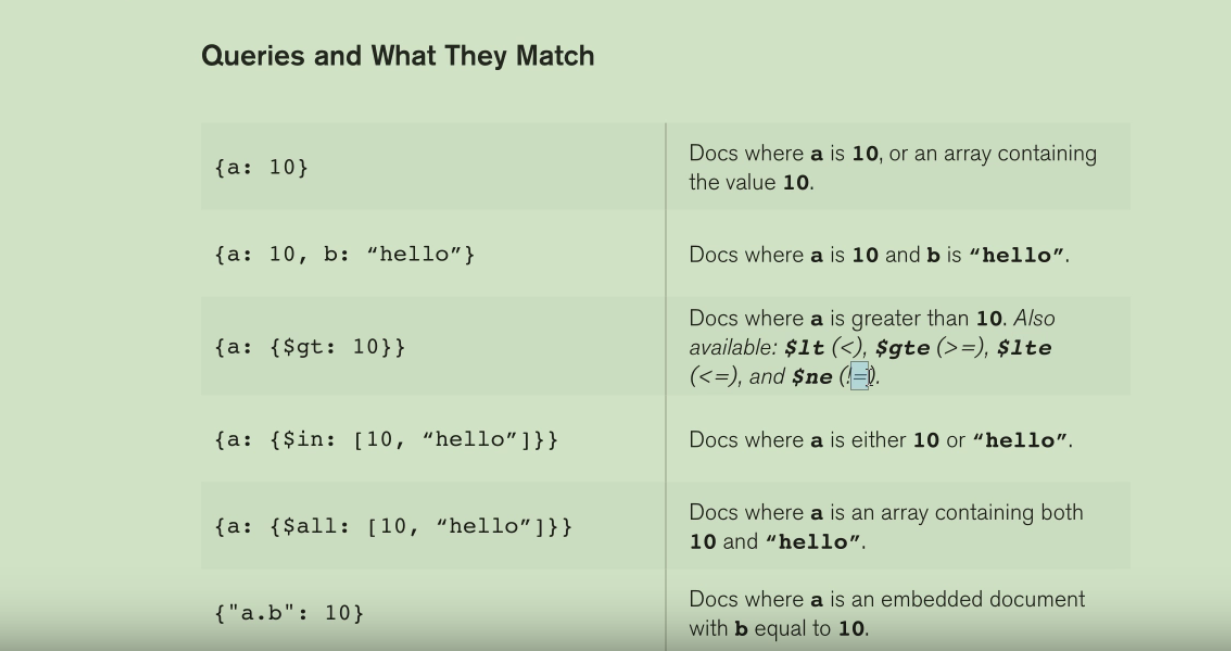 Queries and What They Match
{a: 10}
Docs where a is 10, or an array containing
the value 10.
{a: 10, b: “hello”}
Docs where a is 10 and b is “hello”.
{a: {$gt: 10}}
Docs where a is greater than 10. Also
available: $lt (<), $gte (>=), $lte
(<=), and $ne (!=).
{a: {$in: [10, “hello”]}}
Docs where a is either 10 or “hello”.
{a: {$all: [10, “hello”]}}
Docs where a is an array containing both
10 and “hello”.
{"a.b": 10}
Docs where a is an embedded document
with b equal to 10.